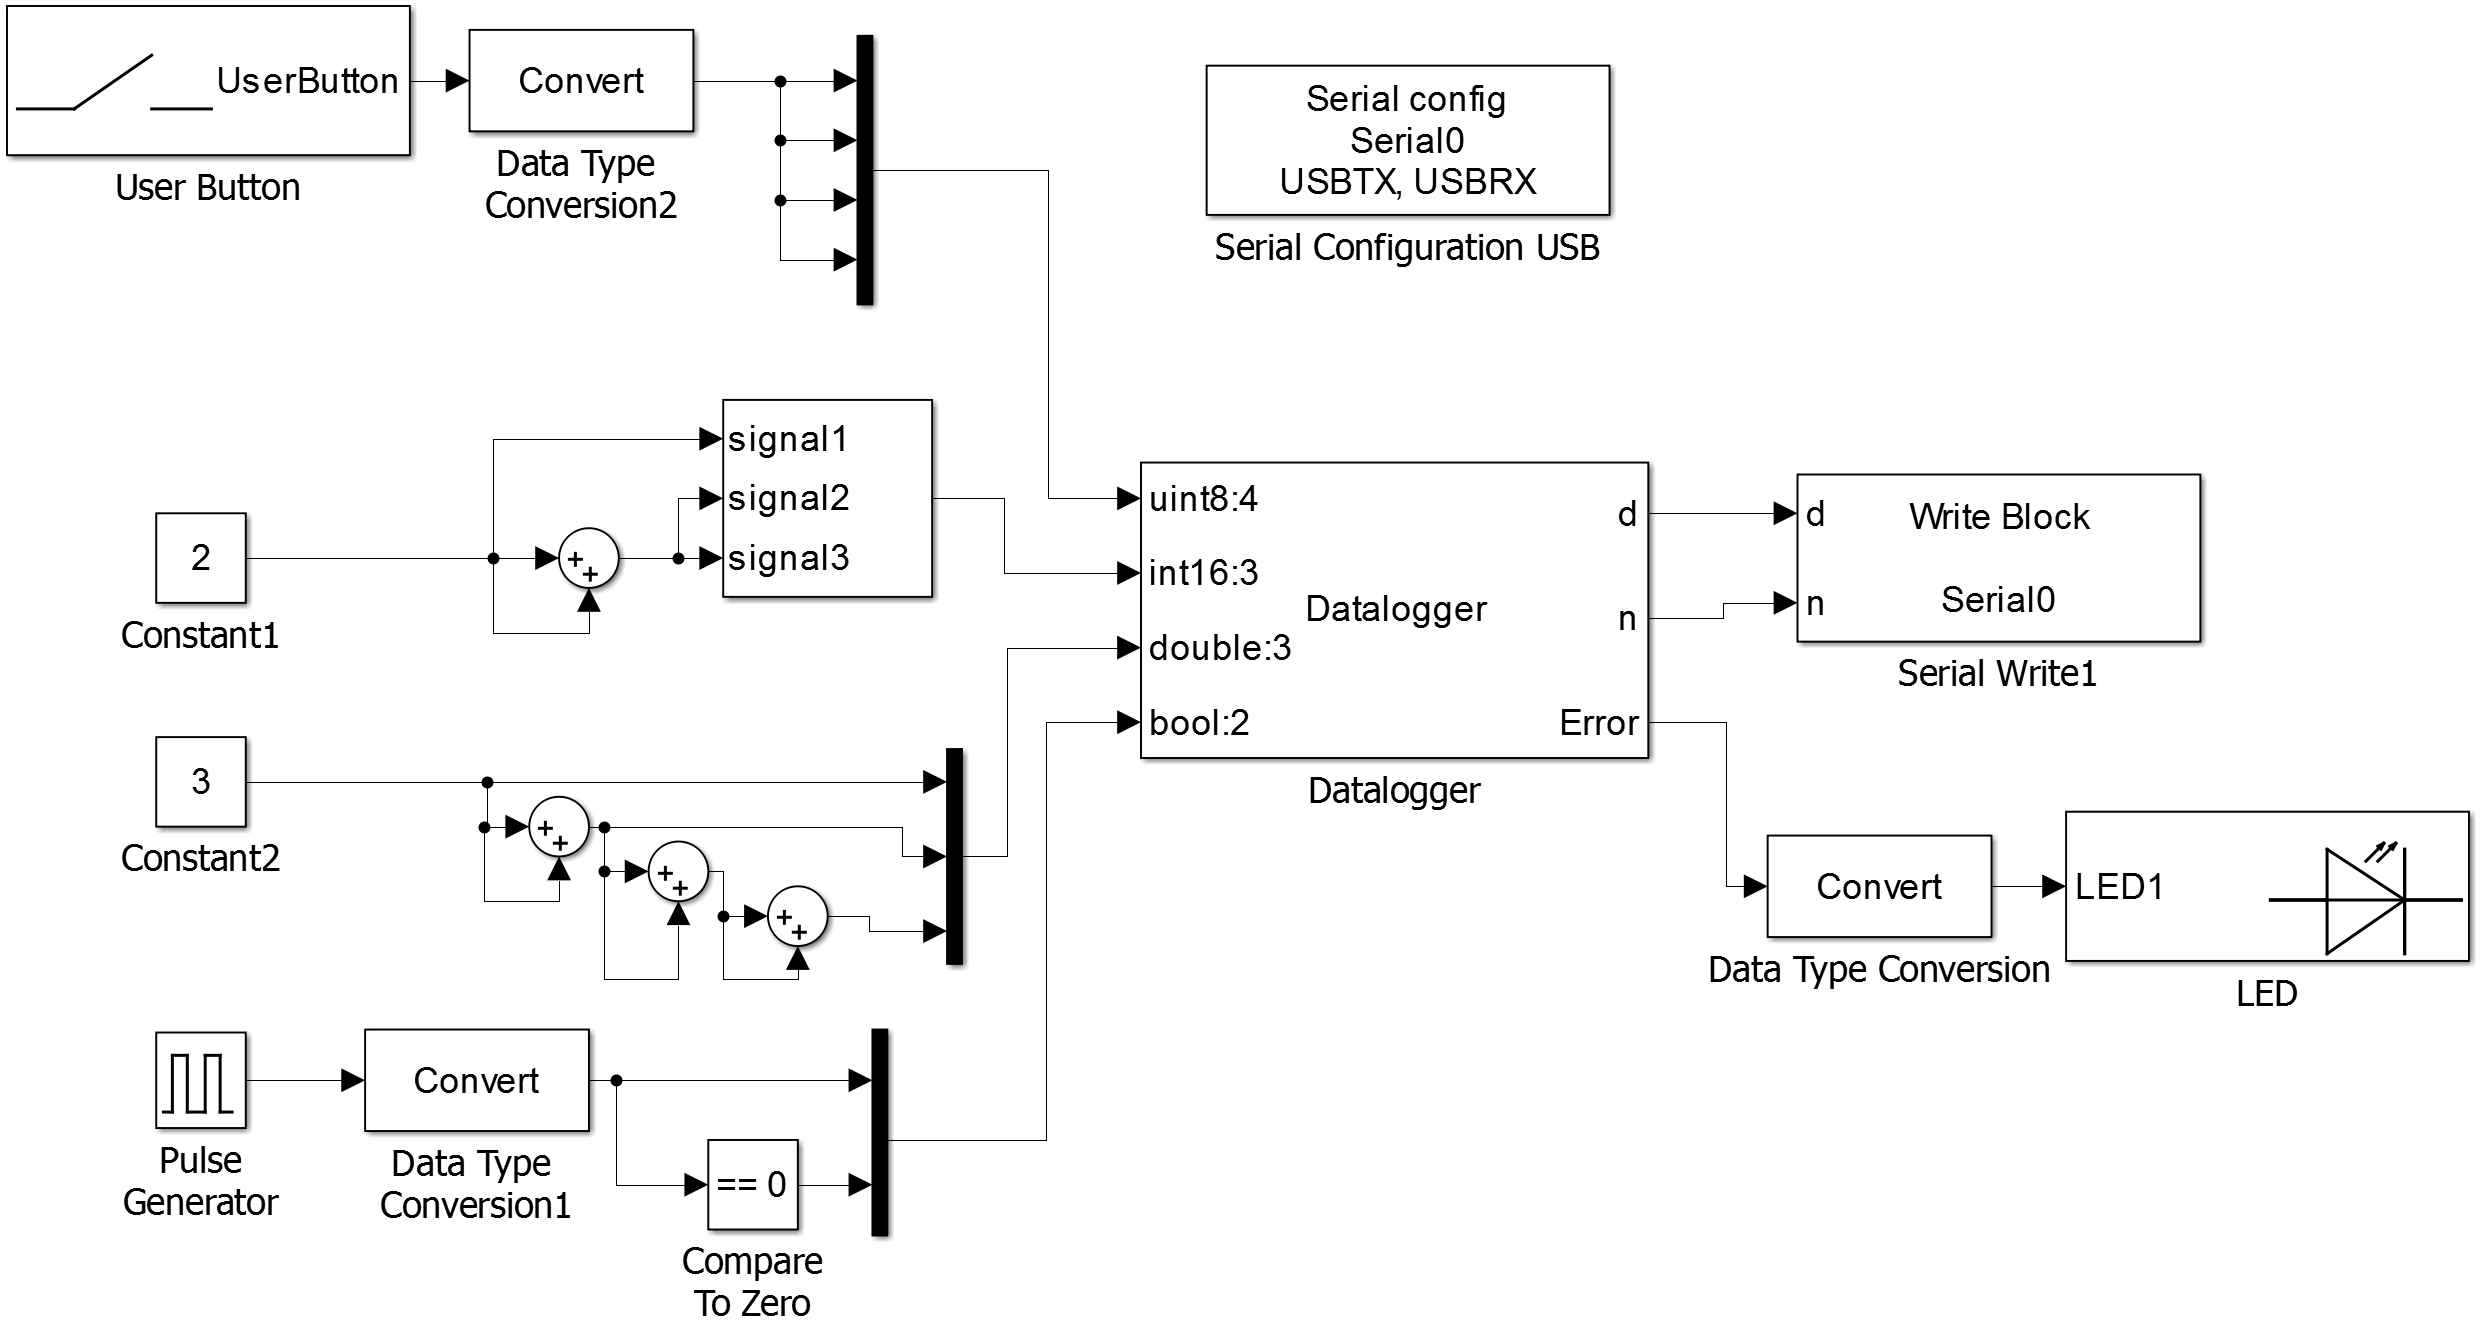 UserButton
User Button
Convert
Data Type
Conversion2
Serial config
Serial0
USBTX, USBRX
Serial Configuration USB
2
Constant1
+
+
signal1
signal2
signal3
3
Constant2
+
+
+
+
+
+
Pulse
Generator
Convert
Data Type
Conversion1
== 0
Compare
To Zero
uint8:4
int16:3
double:3
bool:2
Datalogger
d
n
Error
Datalogger
d
n
Write Block
Serial0
Serial Write1
Convert
Data Type Conversion
LED1
LED